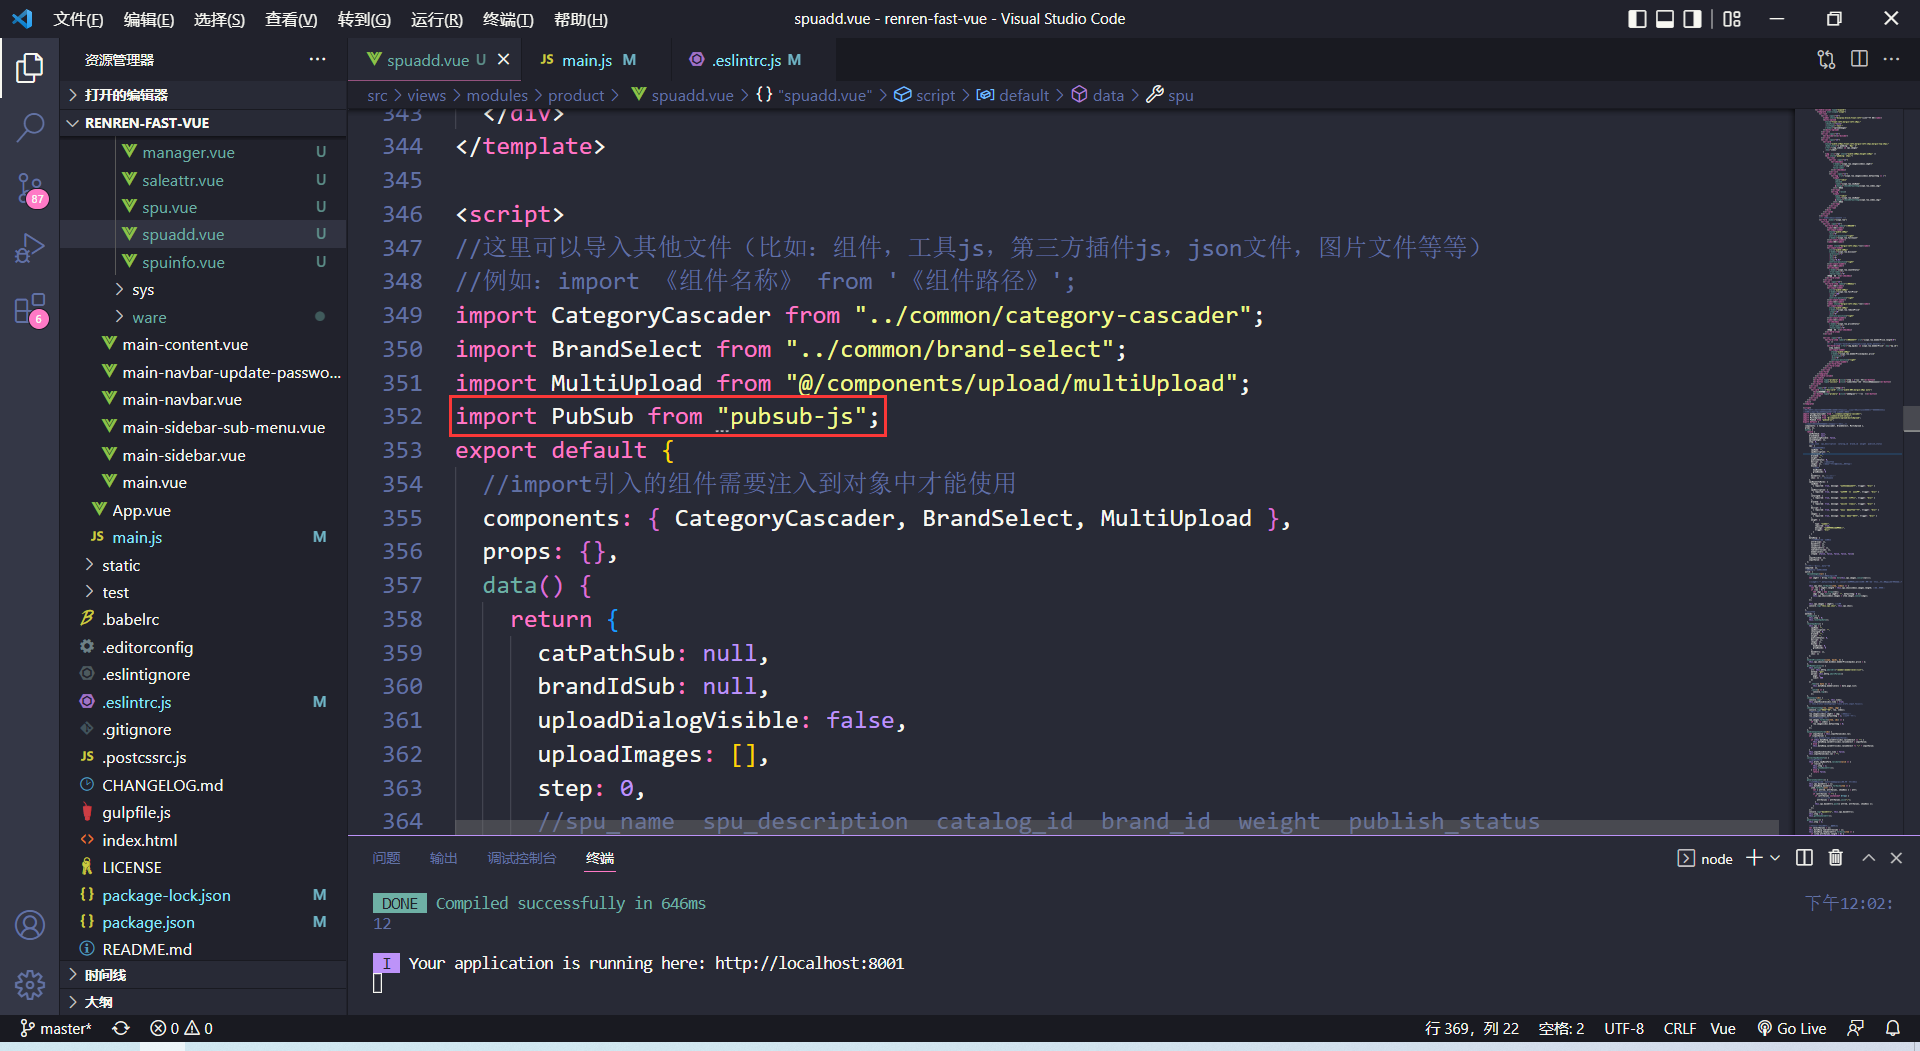 文件(F) 编辑(E) 选择(S) 查看(V) 转到(G) 运行(R) 终端(T) 帮助(H) spuadd.vue - renren-fast-vue - Visual Studio Code
资源管理器
打开的编辑器
RENREN-FAST-VUE
manager.vue U
saleattr.vue U
spu.vue U
spuadd.vue U
spuinfo.vue U
sys
ware
main-content.vue
main-navbar-update-passwo...
main-navbar.vue
main-sidebar-sub-menu.vue
main-sidebar.vue
main.vue
App.vue
JS main.js M
static
test
.babelrc
.editorconfig
.eslintignore
.eslintrc.js M
.gitignore
JS .postcssrc.js
CHANGELOG.md
gulpfile.js
index.html
LICENSE
{} package-lock.json M
{} package.json M
README.md
时间线
大纲
87
6
spuadd.vue U JS main.js M .eslintrc.js M
src > views > modules > product > spuadd.vue > {} "spuadd.vue" > script > default > data > spu
343 </div>
344 </template>
345
346 <script>
347 //这里可以导入其他文件（比如：组件，工具js，第三方插件js，json文件，图片文件等等）
348 //例如：import 《组件名称》 from '《组件路径》';
349 import CategoryCascader from "../common/category-cascader";
350 import BrandSelect from "../common/brand-select";
351 import MultiUpload from "@/components/upload/multiUpload";
352 import PubSub from "pubsub-js";
353 export default {
354 //import引入的组件需要注入到对象中才能使用
355 components: { CategoryCascader, BrandSelect, MultiUpload },
356 props: {},
357 data() {
358 return {
359 catPathSub: null,
360 brandIdSub: null,
361 uploadDialogVisible: false,
362 uploadImages: [],
363 step: 0,
364 //spu_name spu_description catalog_id brand_id weight publish_status
问题 输出 调试控制台 终端 node
DONE Compiled successfully in 646ms 下午12:02:
12
I Your application is running here: http://localhost:8001
master* 0 0 行 369，列 22 空格: 2 UTF-8 CRLF Vue Go Live